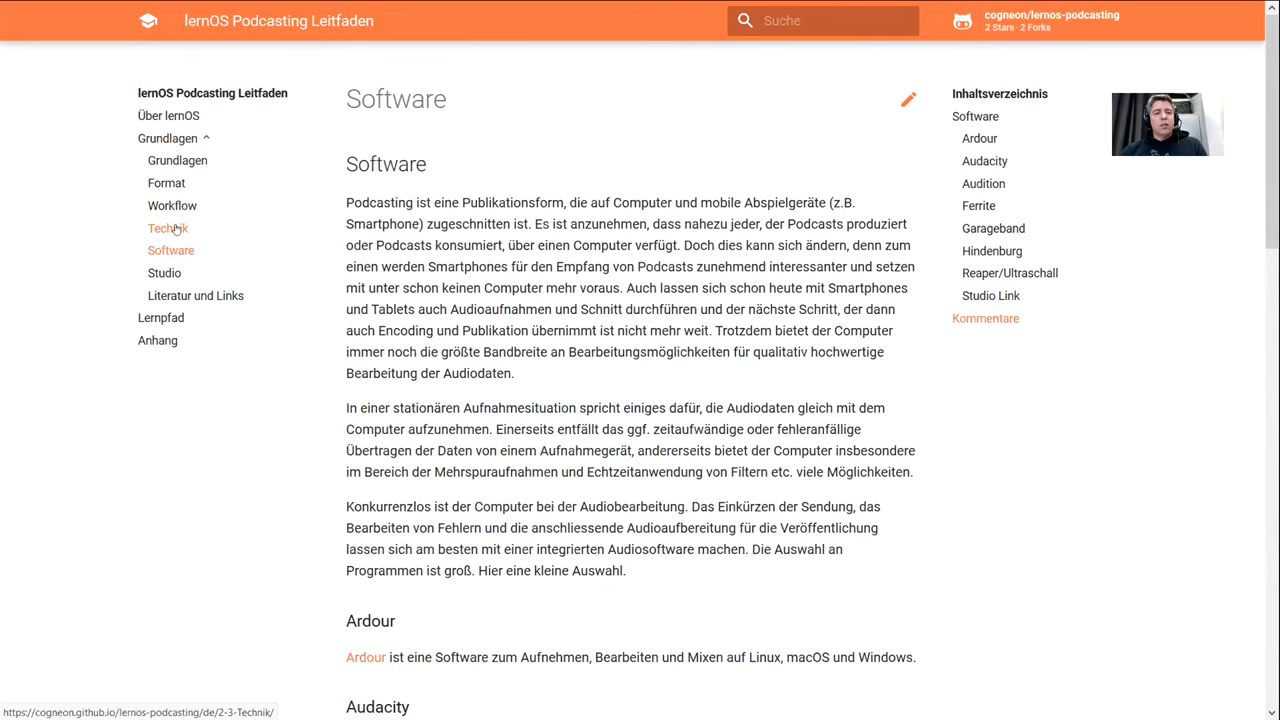 lernOS Podcasting Leitfaden
Suche
cogneon/lernos-podcasting
2 Stars · 2 Forks
lernOS Podcasting Leitfaden
Über lernOS
Grundlagen
Grundlagen
Format
Workflow
Technik
Software
Studio
Literatur und Links
Lernpfad
Anhang
Software
Software
Podcasting ist eine Publikationsform, die auf Computer und mobile Abspielgeräte (z.B.
Smartphone) zugeschnitten ist. Es ist anzunehmen, dass nahezu jeder, der Podcasts produziert
oder Podcasts konsumiert, über einen Computer verfügt. Doch dies kann sich ändern, denn zum
einen werden Smartphones für den Empfang von Podcasts zunehmend interessanter und setzen
mit unter schon keinen Computer mehr voraus. Auch lassen sich schon heute mit Smartphones
und Tablets auch Audioaufnahmen und Schnitt durchführen und der nächste Schritt, der dann
auch Encoding und Publikation übernimmt ist nicht mehr weit. Trotzdem bietet der Computer
immer noch die größte Bandbreite an Bearbeitungsmöglichkeiten für qualitativ hochwertige
Bearbeitung der Audiodaten.
In einer stationären Aufnahmesituation spricht einiges dafür, die Audiodaten gleich mit dem
Computer aufzunehmen. Einerseits entfällt das ggf. zeitaufwändige oder fehleranfällige
Übertragen der Daten von einem Aufnahmegerät, andererseits bietet der Computer insbesondere
im Bereich der Mehrspuraufnahmen und Echtzeitanwendung von Filtern etc. viele Möglichkeiten.
Konkurrenzlos ist der Computer bei der Audiobearbeitung. Das Einkürzen der Sendung, das
Bearbeiten von Fehlern und die anschliessende Audioaufbereitung für die Veröffentlichung
lassen sich am besten mit einer integrierten Audiosoftware machen. Die Auswahl an
Programmen ist groß. Hier eine kleine Auswahl.
Ardour
Ardour ist eine Software zum Aufnehmen, Bearbeiten und Mixen auf Linux, macOS und Windows.
Audacity
Inhaltsverzeichnis
Software
Ardour
Audacity
Audition
Ferrite
Garageband
Hindenburg
Reaper/Ultraschall
Studio Link
Kommentare
https://cogneon.github.io/lernos-podcasting/de/2-3-Technik/